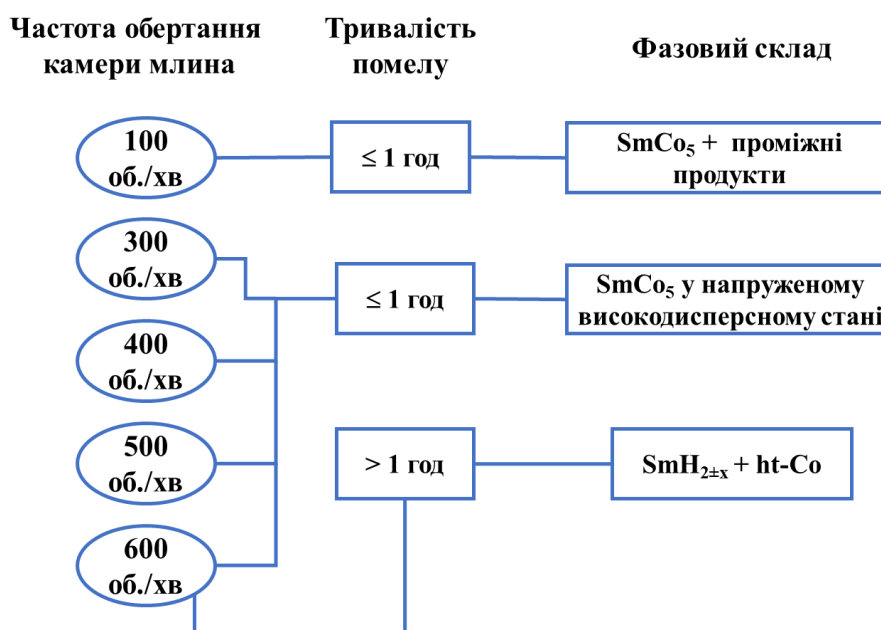 Частота обертання
камери млина
Тривалість
помелу
Фазовий склад
100
об./хв
≤ 1 год
SmCo₅ + проміжні
продукти
300
об./хв
≤ 1 год
SmCo₅ у напруженому
високодисперсному стані
400
об./хв
500
об./хв
> 1 год
SmH₂±ₓ + ht-Co
600
об./хв